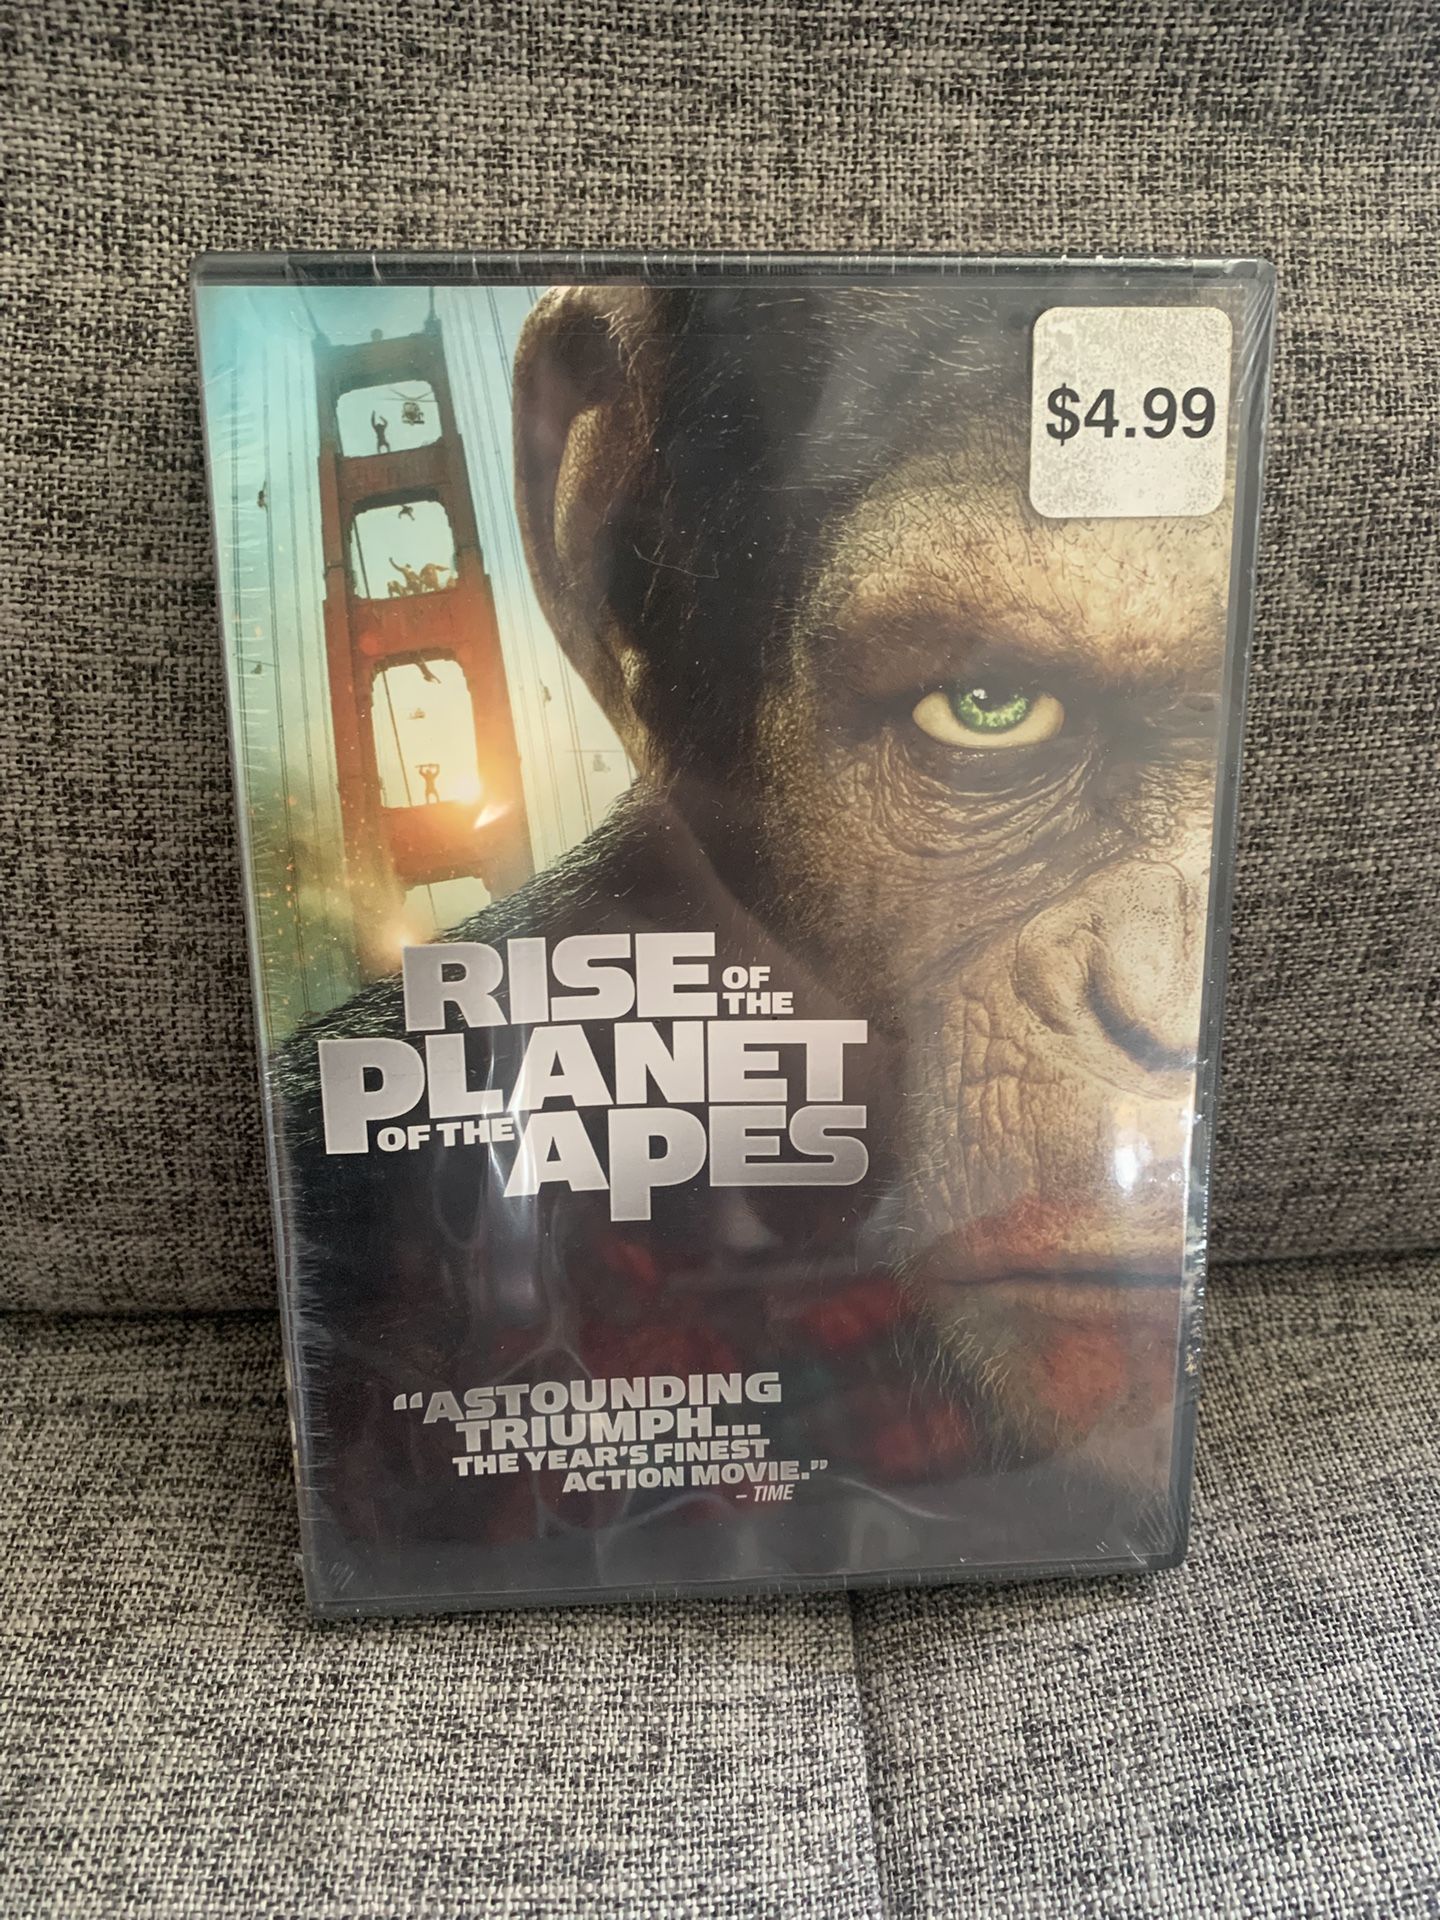 $4.99
RISE OF THE
PLANET
OF THE APES
“ASTOUNDING
TRIUMPH...
THE YEAR'S FINEST
ACTION MOVIE.”
– TIME